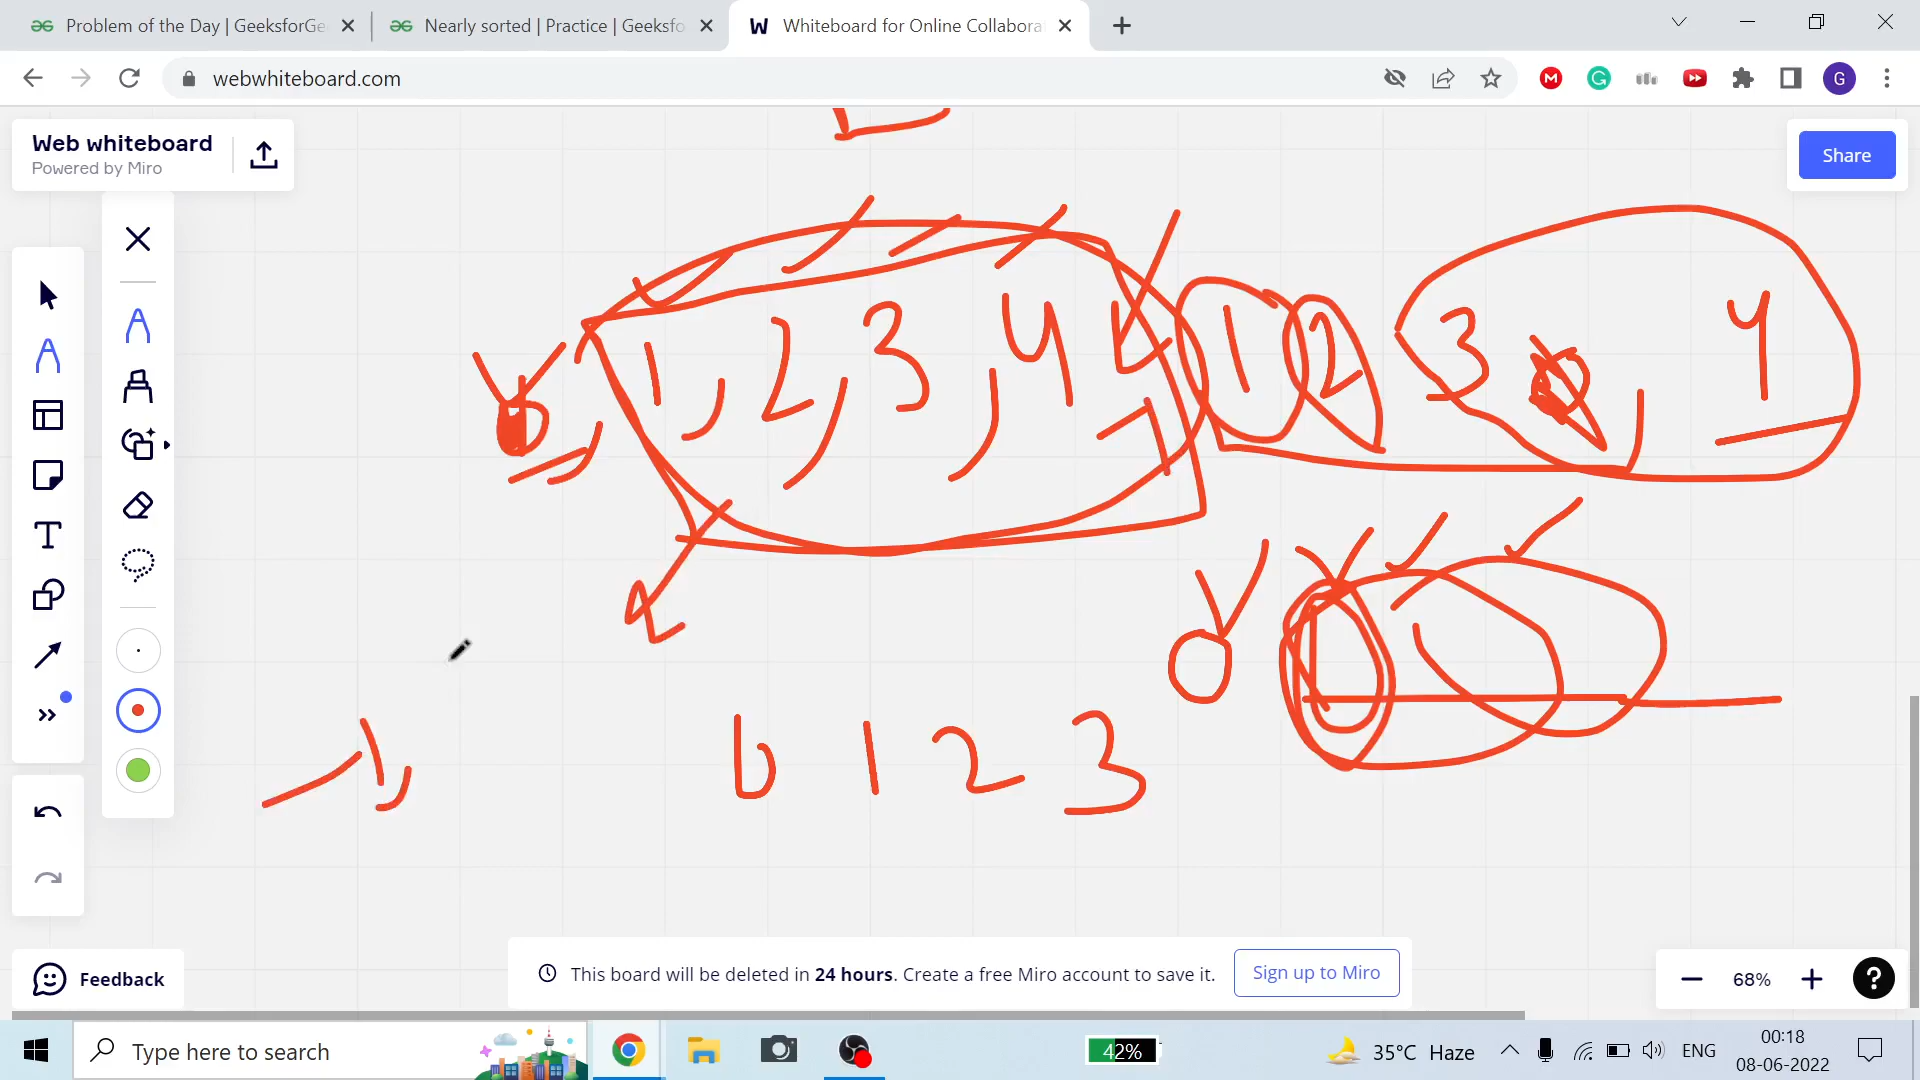 Problem of the Day | GeeksforGe
Nearly sorted | Practice | Geeksfo
Whiteboard for Online Collabora
webwhiteboard.com
G
Web whiteboard
Powered by Miro
Share
1, 2, 3, 4
1 2 3 , 4
1 2 3
Feedback
This board will be deleted in 24 hours. Create a free Miro account to save it.
Sign up to Miro
68%
Type here to search
42%
35°C Haze
ENG
00:18
08-06-2022